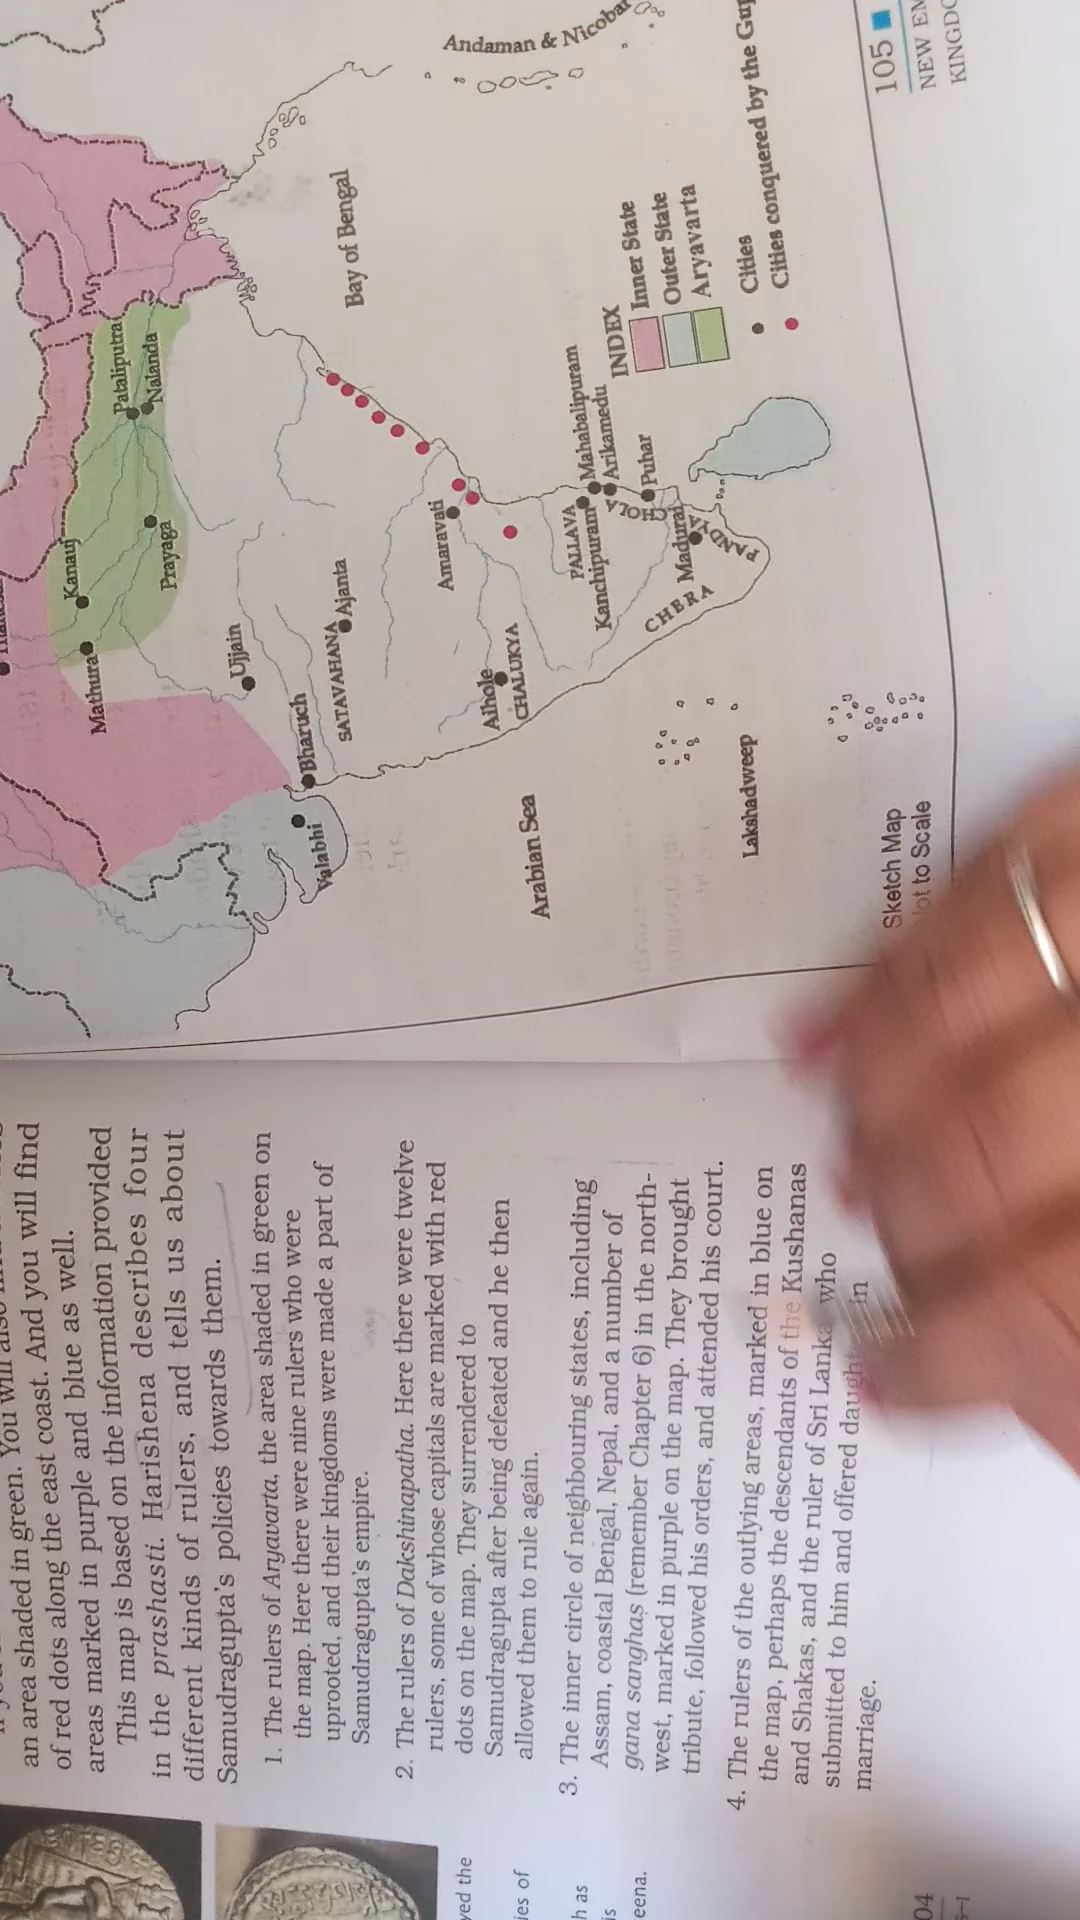 an area shaded in green. You will
of red dots along the east coast. And you will find
areas marked in purple and blue as well.
This map is based on the information provided
in the prashasti. Harishena describes four
different kinds of rulers, and tells us about
Samudragupta's policies towards them.
1. The rulers of Aryavarta, the area shaded in green on
the map. Here there were nine rulers who were
uprooted, and their kingdoms were made a part of
Samudragupta's empire.
2. The rulers of Dakshinapatha. Here there were twelve
rulers, some of whose capitals are marked with red
dots on the map. They surrendered to
Samudragupta after being defeated and he then
allowed them to rule again.
3. The inner circle of neighbouring states, including
Assam, coastal Bengal, Nepal, and a number of
gana sanghas (remember Chapter 6) in the north-
west, marked in purple on the map. They brought
tribute, followed his orders, and attended his court.
4. The rulers of the outlying areas, marked in blue on
the map, perhaps the descendants of the Kushanas
and Shakas, and the ruler of Sri Lanka, who
submitted to him and offered in
marriage.
yed the
ies of
h as
is
eena.
04
Kanauj
Pataliputra
Nalanda
Mathura
Prayaga
Ujjain
Bharuch
Valabhi
SATAVAHANA
Ajanta
Bay of Bengal
Andaman & Nicobar
Amaravati
Aihole
CHALUKYA
Arabian Sea
PALLAVA
Kanchipuram
Mahabalipuram
Arikamedu
CHOLA
Puhar
Madurai
PANDYA
CHERA
Lakshadweep
INDEX
Inner State
Outer State
Aryavarta
Cities
Cities conquered by the
Sketch Map
to Scale
105
NEW